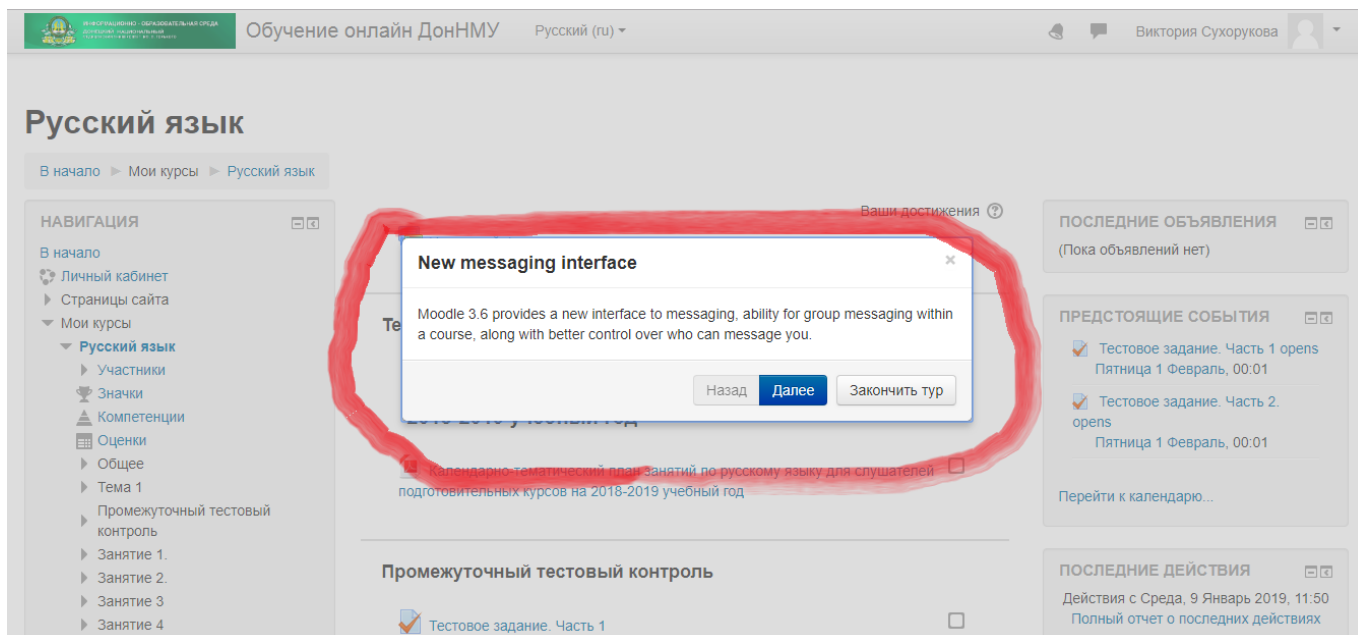 ИНФОРМАЦИОННО - ОБРАЗОВАТЕЛЬНАЯ СРЕДА
Обучение онлайн ДонНМУ
Русский (ru)
Виктория Сухорукова
Русский язык
В начало
Мои курсы
Русский язык
НАВИГАЦИЯ
В начало
Личный кабинет
Страницы сайта
Мои курсы
Русский язык
Участники
Значки
Компетенции
Оценки
Общее
Тема 1
Промежуточный тестовый
контроль
Занятие 1.
Занятие 2.
Занятие 3
Занятие 4
Ваши достижения
New messaging interface
Moodle 3.6 provides a new interface to messaging, ability for group messaging within
a course, along with better control over who can message you.
Назад
Далее
Закончить тур
Те
Календарно-тематический план занятий по русскому языку для слушателей
подготовительных курсов на 2018-2019 учебный год
Промежуточный тестовый контроль
Тестовое задание. Часть 1
ПОСЛЕДНИЕ ОБЪЯВЛЕНИЯ
(Пока объявлений нет)
ПРЕДСТОЯЩИЕ СОБЫТИЯ
Тестовое задание. Часть 1 opens
Пятница 1 Февраль, 00:01
Тестовое задание. Часть 2.
opens
Пятница 1 Февраль, 00:01
Перейти к календарю...
ПОСЛЕДНИЕ ДЕЙСТВИЯ
Действия с Среда, 9 Январь 2019, 11:50
Полный отчет о последних действиях